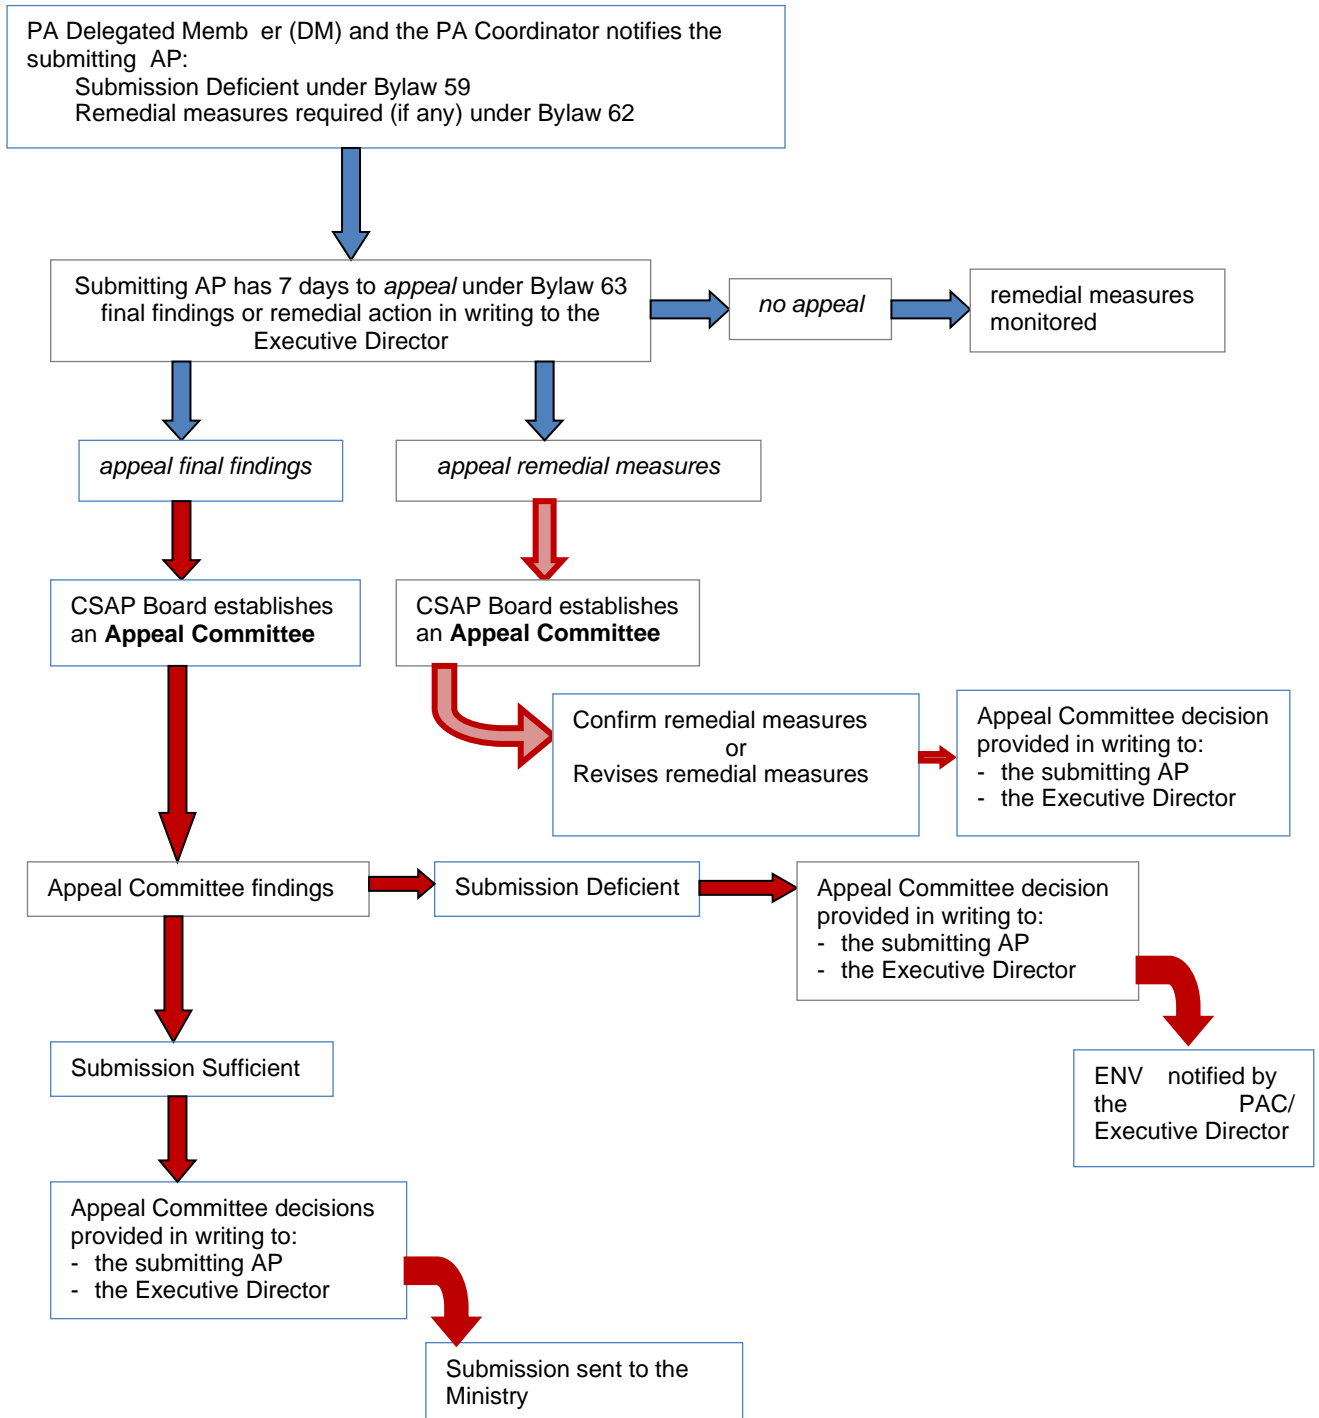 PA Delegated Memb er (DM) and the PA Coordinator notifies the
submitting AP:
Submission Deficient under Bylaw 59
Remedial measures required (if any) under Bylaw 62
Submitting AP has 7 days to appeal under Bylaw 63
final findings or remedial action in writing to the
Executive Director
no appeal
remedial measures
monitored
appeal final findings
appeal remedial measures
CSAP Board establishes
an Appeal Committee
CSAP Board establishes
an Appeal Committee
Confirm remedial measures
or
Revises remedial measures
Appeal Committee decision
provided in writing to:
- the submitting AP
- the Executive Director
Appeal Committee findings
Submission Deficient
Appeal Committee decision
provided in writing to:
- the submitting AP
- the Executive Director
ENV notified by
the PAC/
Executive Director
Submission Sufficient
Appeal Committee decisions
provided in writing to:
- the submitting AP
- the Executive Director
Submission sent to the
Ministry